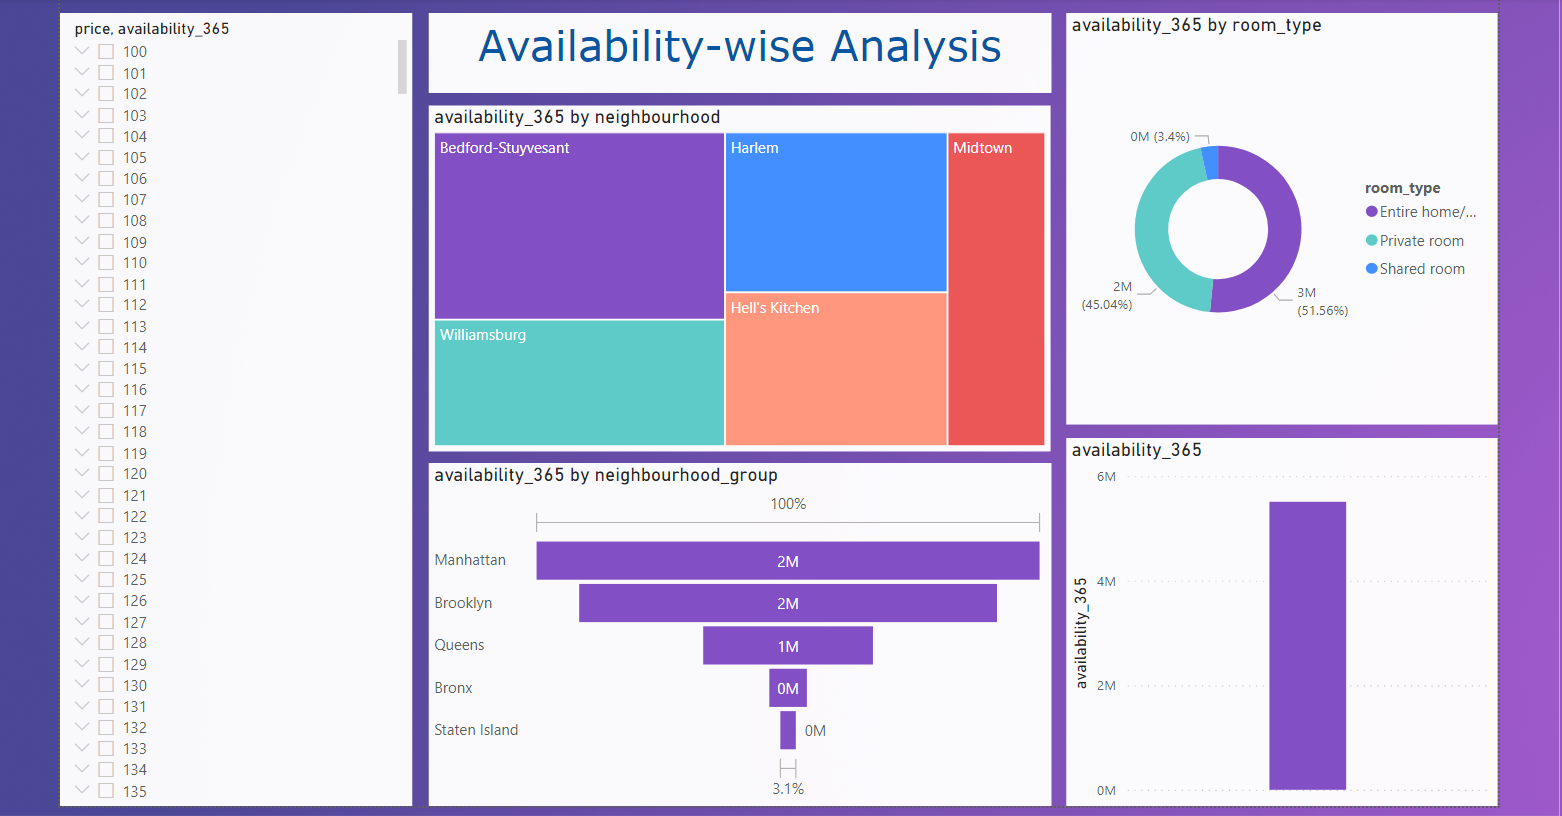 price, availability_365
100
101
102
103
104
105
106
107
108
109
110
111
112
113
114
115
116
117
118
119
120
121
122
123
124
125
126
127
128
129
130
131
132
133
134
135
Availability-wise Analysis
availability_365 by neighbourhood
Bedford-Stuyvesant
Harlem
Midtown
Williamsburg
Hell's Kitchen
availability_365 by neighbourhood_group
100%
Manhattan
2M
Brooklyn
2M
Queens
1M
Bronx
0M
Staten Island
0M
3.1%
availability_365 by room_type
0M (3.4%)
2M
(45.04%)
3M
(51.56%)
room_type
Entire home/...
Private room
Shared room
availability_365
6M
4M
2M
0M
availability_365